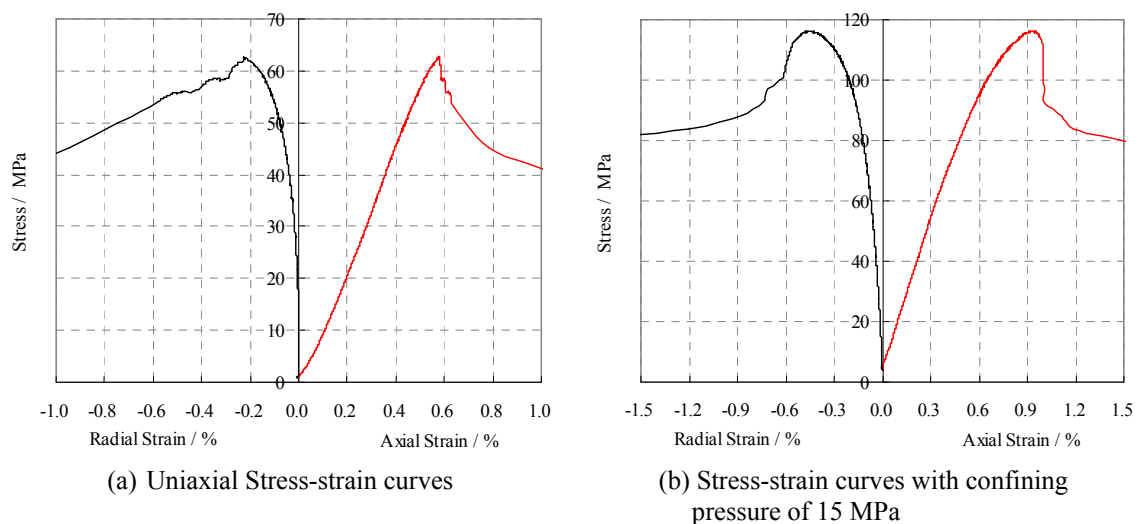 70
60
50
40
30
20
10
0
Stress / MPa
-1.0 -0.8 -0.6 -0.4 -0.2 0.0 0.2 0.4 0.6 0.8 1.0
Radial Strain / % Axial Strain / %
(a) Uniaxial Stress-strain curves
120
100
80
60
40
20
0
Stress / MPa
-1.5 -1.2 -0.9 -0.6 -0.3 0.0 0.3 0.6 0.9 1.2 1.5
Radial Strain / % Axial Strain / %
(b) Stress-strain curves with confining
pressure of 15 MPa